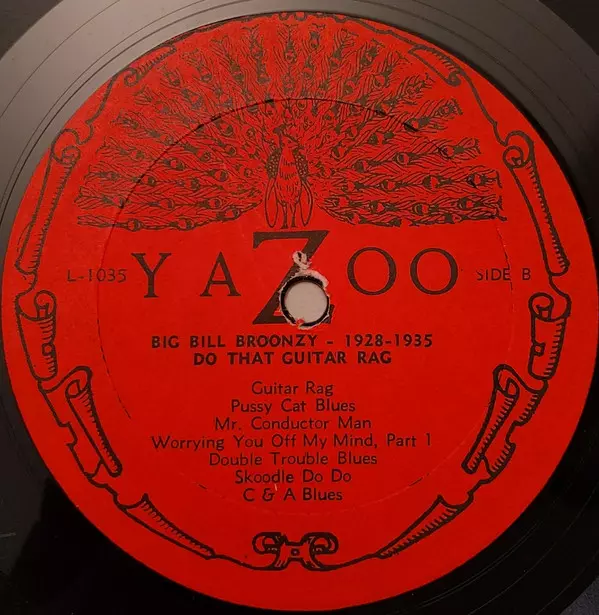 L-1035 YAZOO SIDE B
BIG BILL BROONZY - 1928-1935
DO THAT GUITAR RAG
Guitar Rag
Pussy Cat Blues
Mr. Conductor Man
Worrying You Off My Mind, Part 1
Double Trouble Blues
Skoodle Do Do
C & A Blues